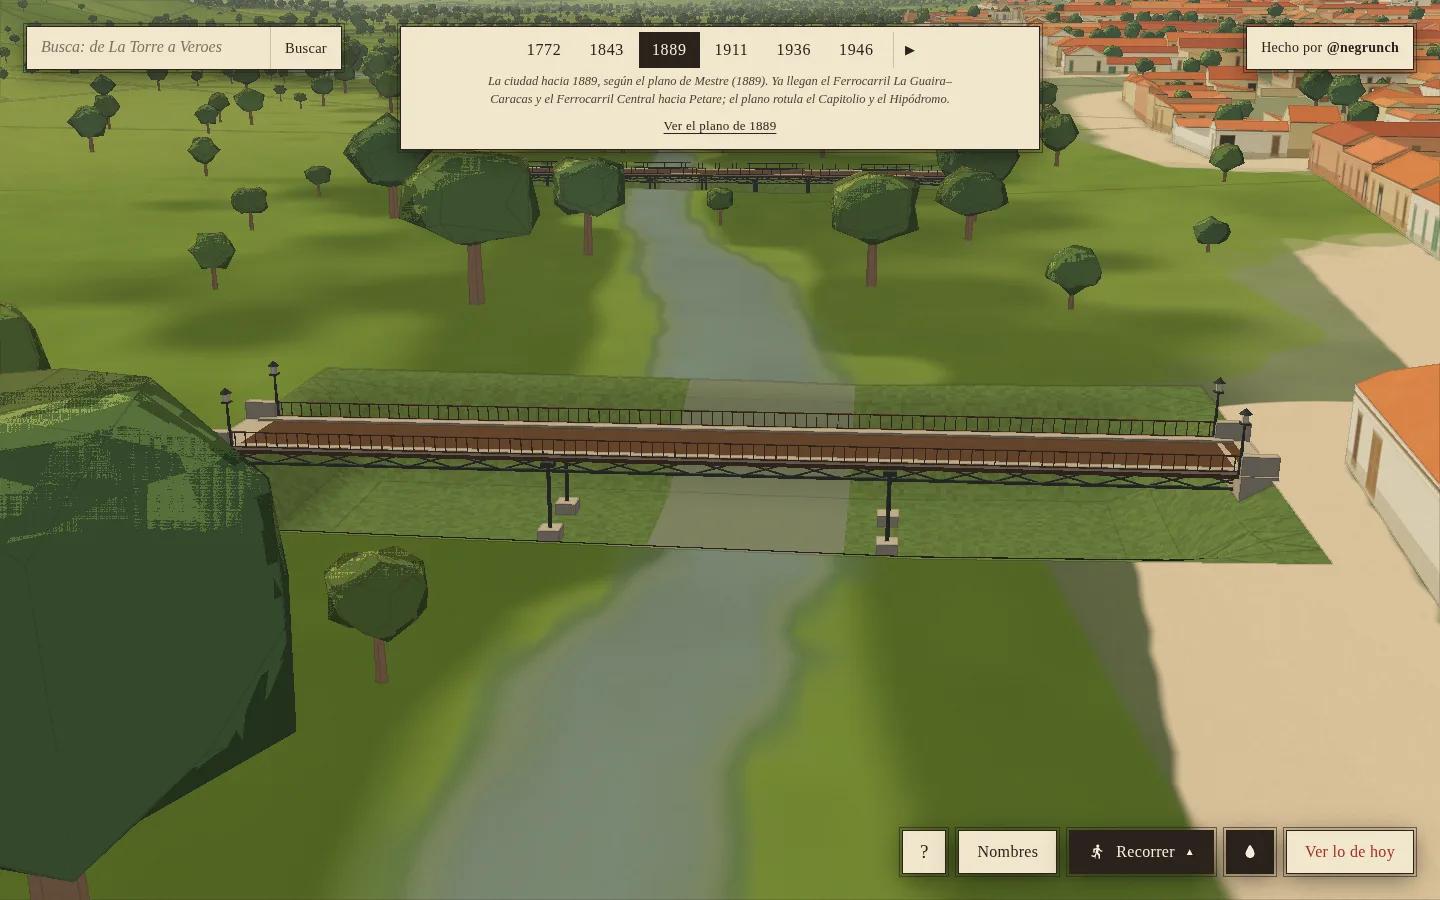 Busca: de La Torre a Veroes
Buscar
1772 1843 1889 1911 1936 1946
La ciudad hacia 1889, según el plano de Mestre (1889). Ya llegan el Ferrocarril La Guaira–
Caracas y el Ferrocarril Central hacia Petare; el plano rotula el Capitolio y el Hipódromo.
Ver el plano de 1889
Hecho por @negrunch
?
Nombres
Recorrer
Ver lo de hoy